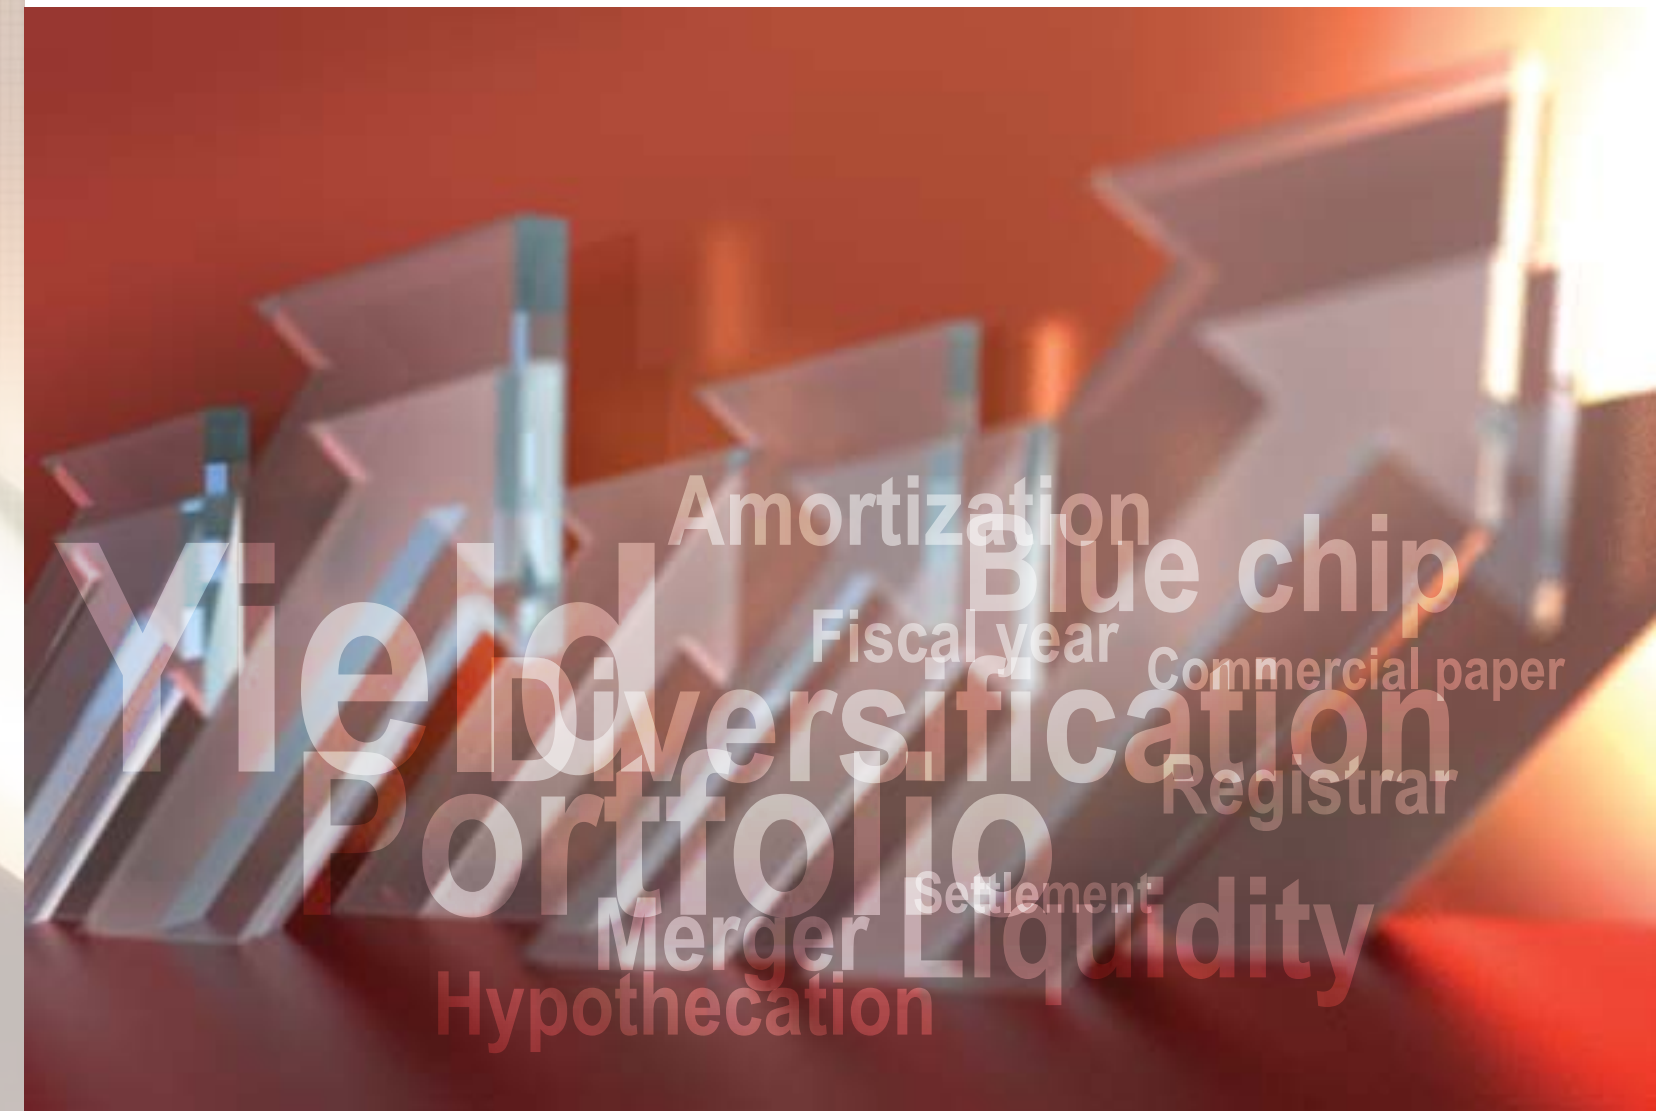 Amortization
Blue chip
Yield
Fiscal year
Commercial paper
Diversification
Portfolio
Registrar
Settlement
Merger
Liquidity
Hypothecation